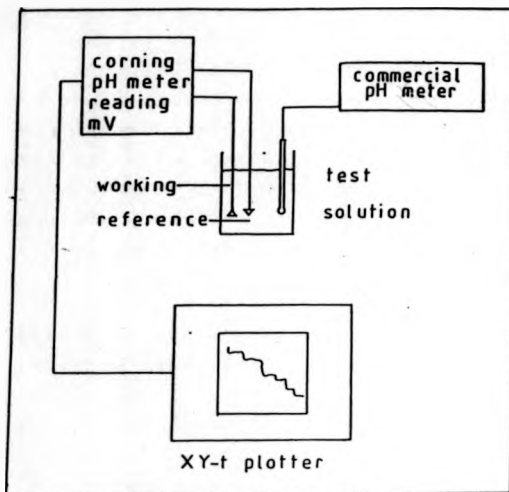 corning
pH meter
reading
mV
commercial
pH meter
working
reference
test
solution
XY-t plotter